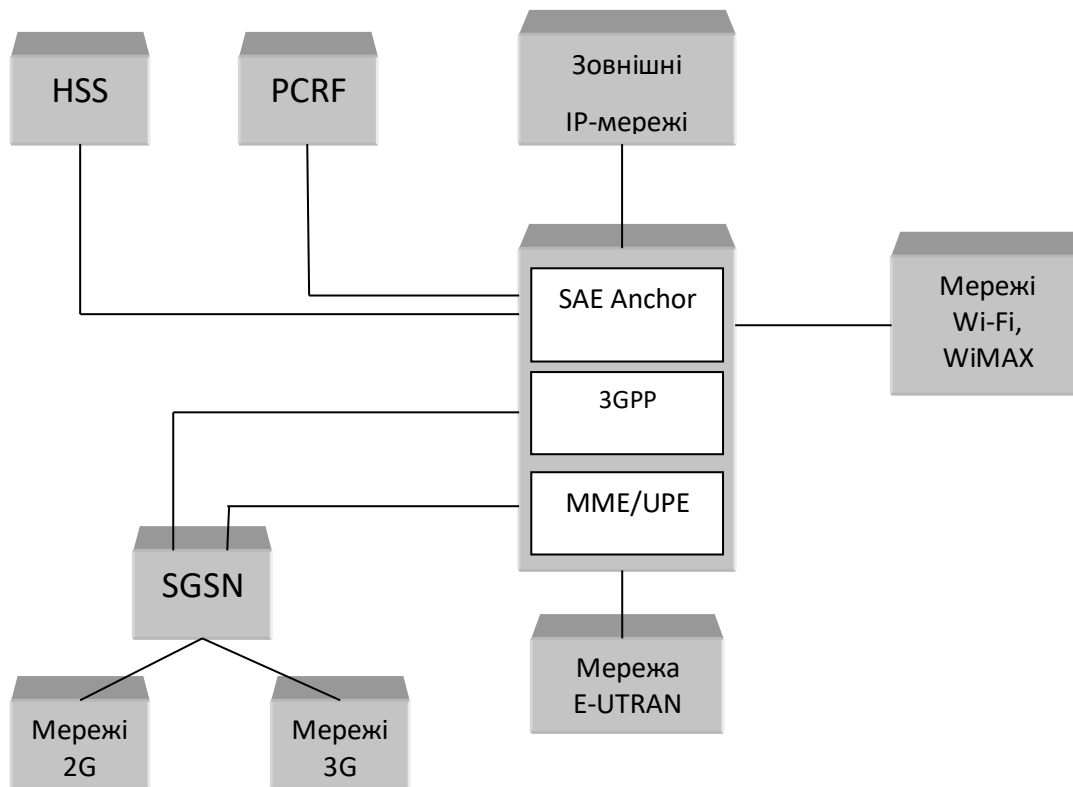 HSS
PCRF
Зовнішні
IP-мережі
SAE Anchor
3GPP
MME/UPE
Мережі
Wi-Fi,
WiMAX
SGSN
Мережа
E-UTRAN
Мережі
2G
Мережі
3G